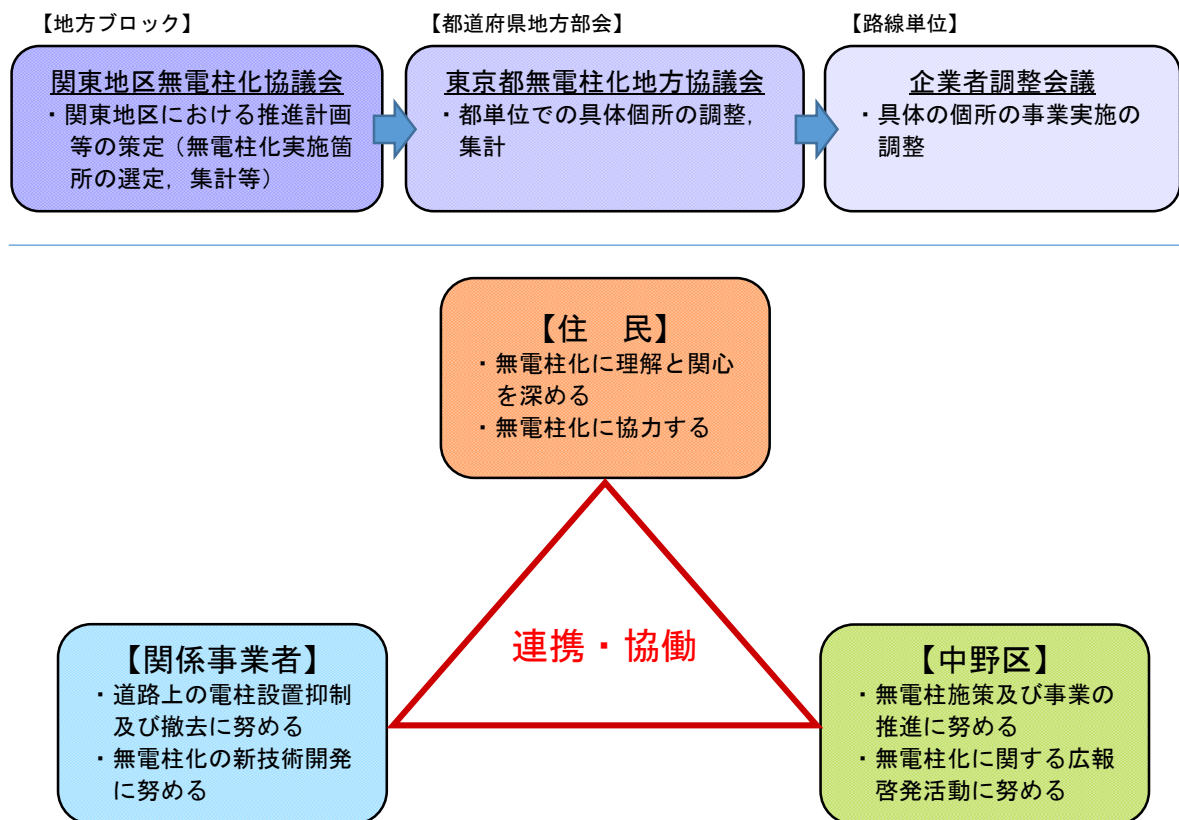 【地方ブロック】
【都道府県地方部会】
【路線単位】
関東地区無電柱化協議会
・関東地区における推進計画
等の策定（無電柱化実施箇
所の選定，集計等）
東京都無電柱化地方協議会
・都単位での具体個所の調整，
集計
企業者調整会議
・具体の個所の事業実施の
調整
【住　民】
・無電柱化に理解と関心
を深める
・無電柱化に協力する
連携・協働
【関係事業者】
・道路上の電柱設置抑制
及び撤去に努める
・無電柱化の新技術開発
に努める
【中野区】
・無電柱施策及び事業の
推進に努める
・無電柱化に関する広報
啓発活動に努める